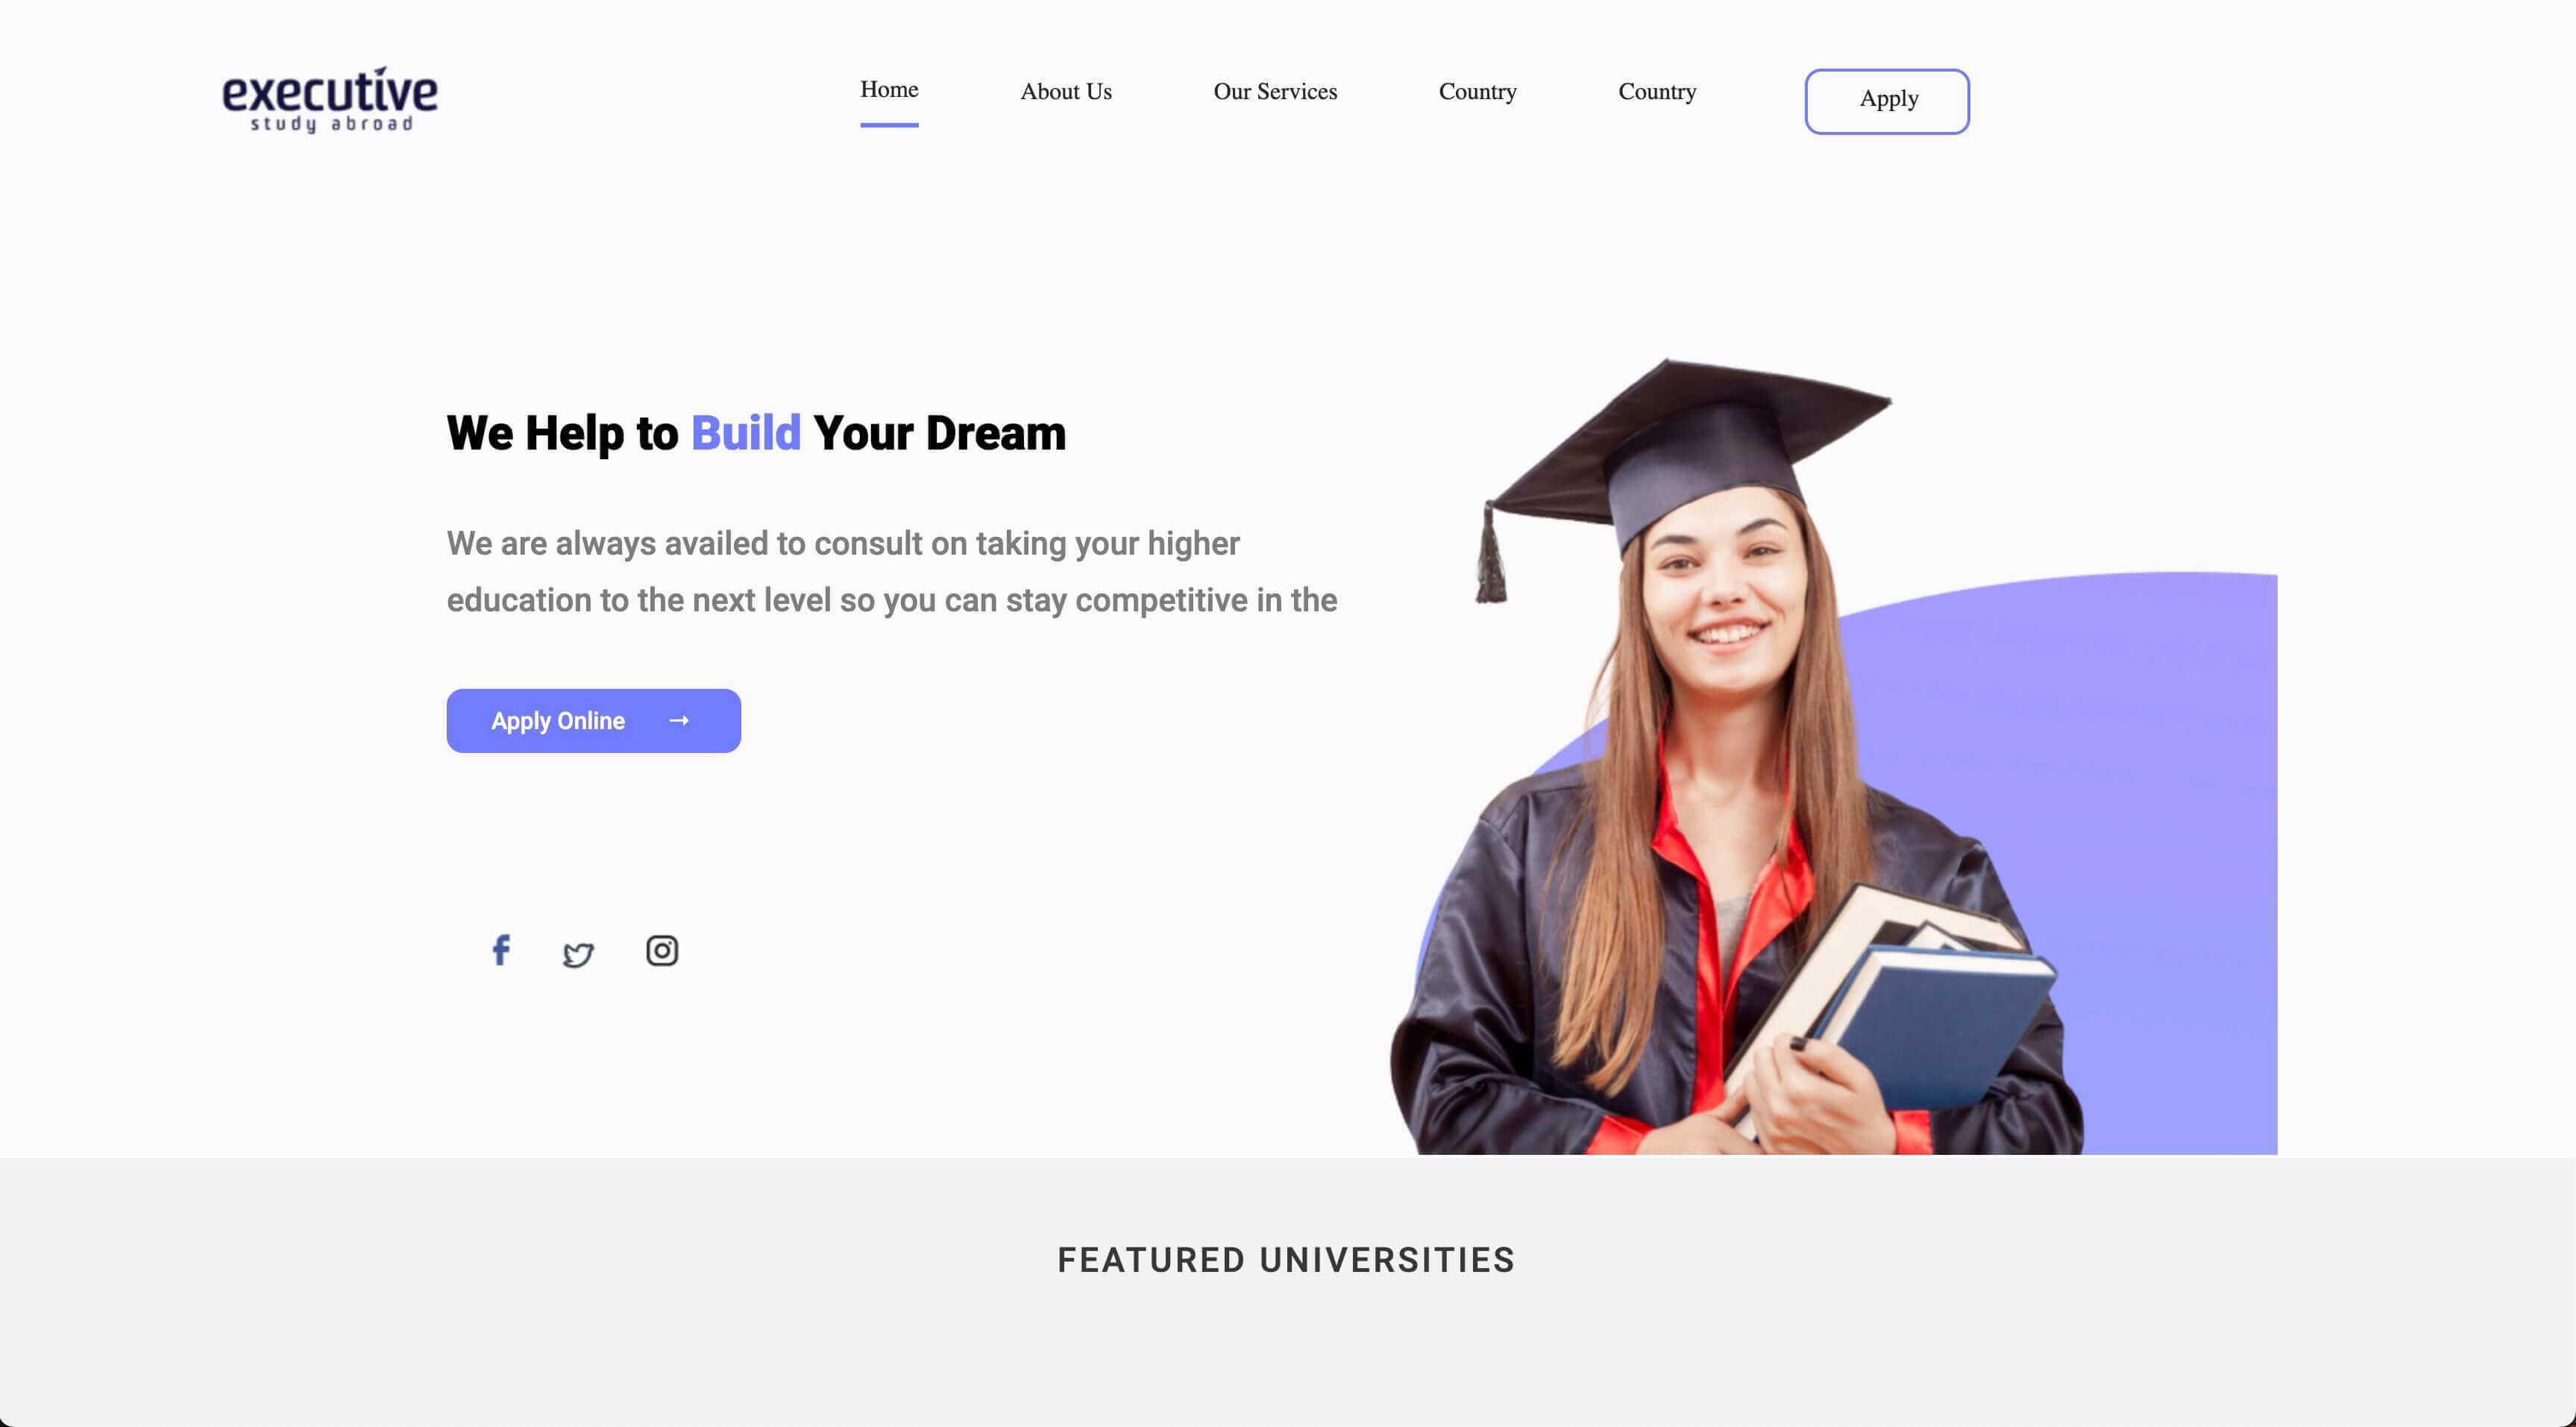 executive
study abroad
Home
About Us
Our Services
Country
Country
Apply
We Help to Build Your Dream
We are always availed to consult on taking your higher
education to the next level so you can stay competitive in the
Apply Online →
FEATURED UNIVERSITIES